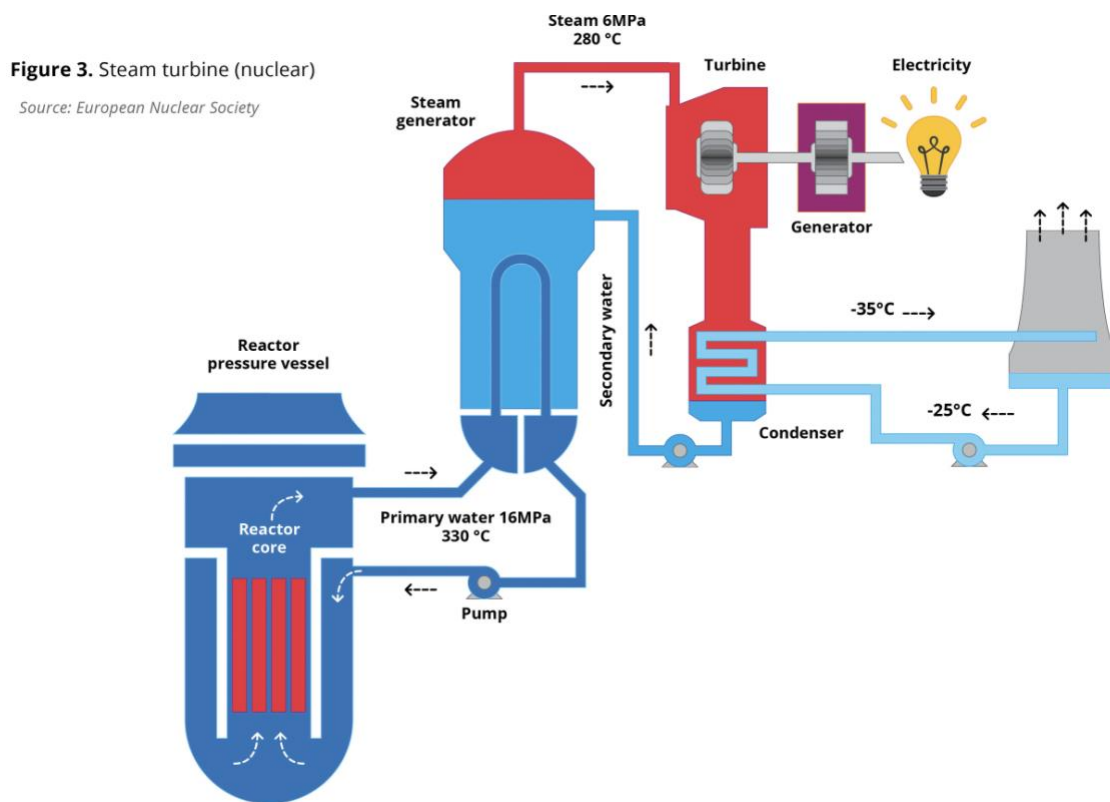 Figure 3. Steam turbine (nuclear)
Source: European Nuclear Society
Steam 6MPa
280 °C
Turbine
Electricity
Steam
generator
Generator
Secondary water
-35°C
-25°C
Condenser
Reactor
pressure vessel
Primary water 16MPa
330 °C
Reactor
core
Pump